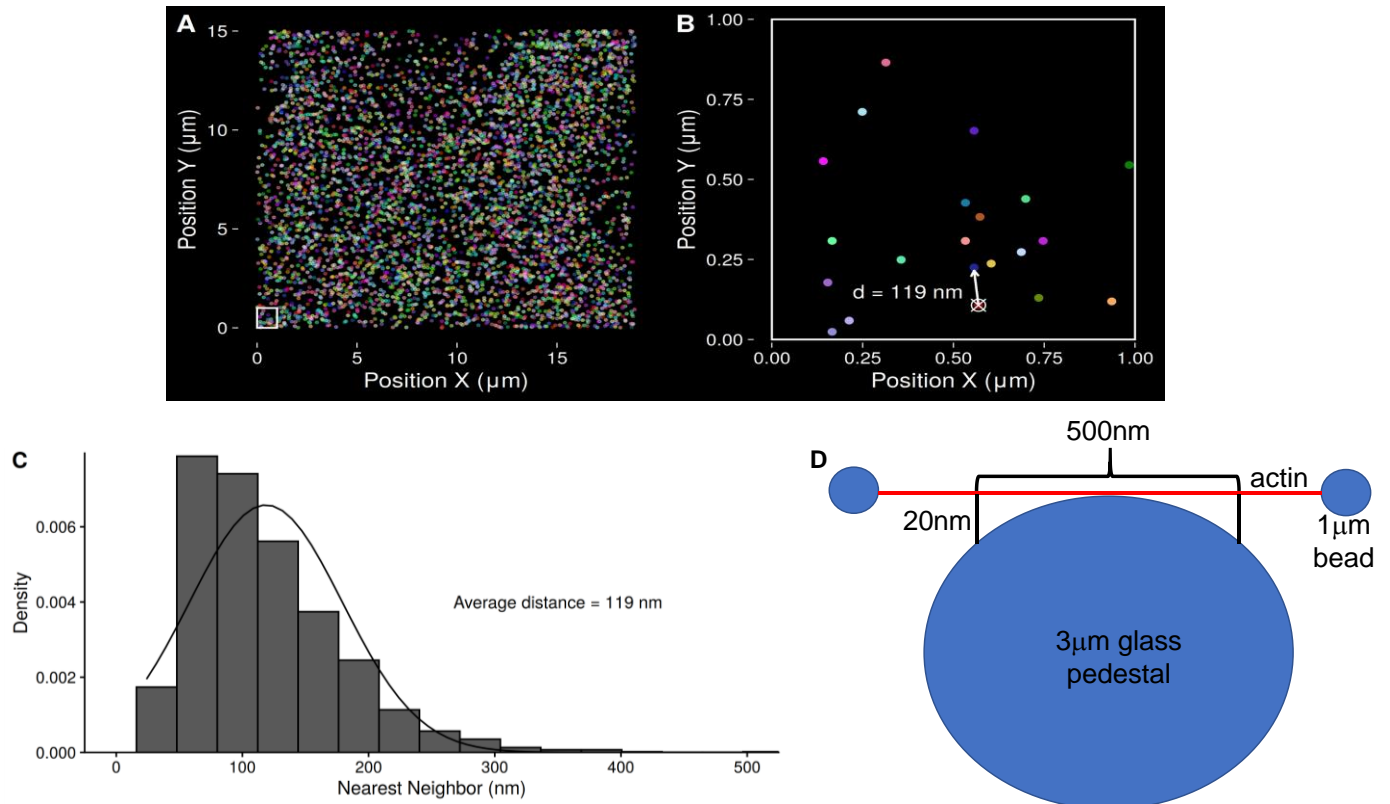 A
15
10
5
0
Position Y (µm)
0
5
10
15
Position X (µm)
B
1.00
0.75
0.50
0.25
0.00
Position Y (µm)
d = 119 nm
0.00
0.25
0.50
0.75
1.00
Position X (µm)
C
0.006
0.004
0.002
0.000
Density
Average distance = 119 nm
0
100
200
300
400
500
Nearest Neighbor (nm)
D
500nm
actin
20nm
1µm
bead
3µm glass
pedestal